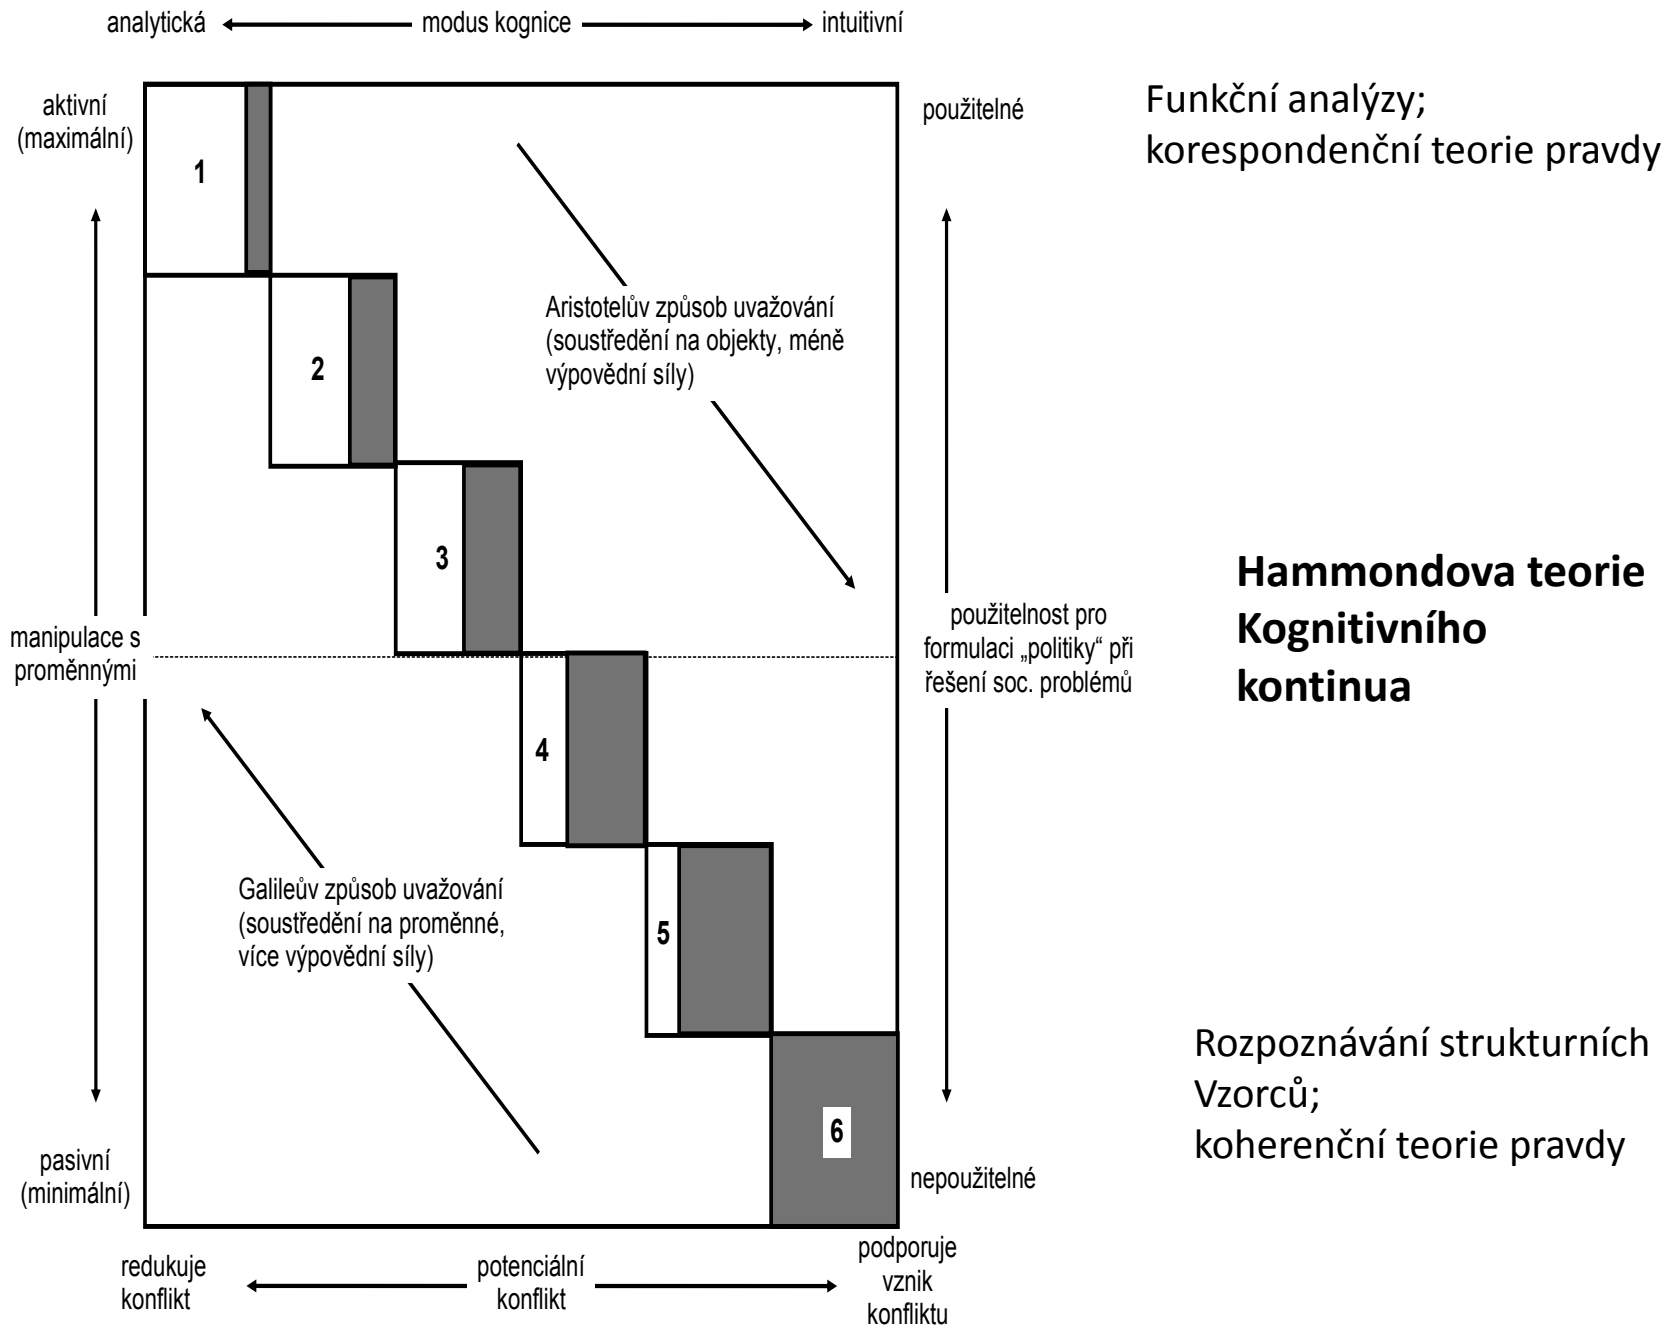 analytická
modus kognice
intuitivní
aktivní
(maximální)
použitelné
Funkční analýzy;
korespondenční teorie pravdy
1
Aristotelův způsob uvažování
(soustředění na objekty, méně
výpovědní síly)
2
3
manipulace s
proměnnými
použitelnost pro
formulaci „politiky“ při
řešení soc. problémů
Hammondova teorie
Kognitivního
kontinua
4
Galileův způsob uvažování
(soustředění na proměnné,
více výpovědní síly)
5
6
Rozpoznávání strukturních
Vzorců;
koherenční teorie pravdy
pasivní
(minimální)
nepoužitelné
redukuje
konflikt
potenciální
konflikt
podporuje
vznik
konfliktu